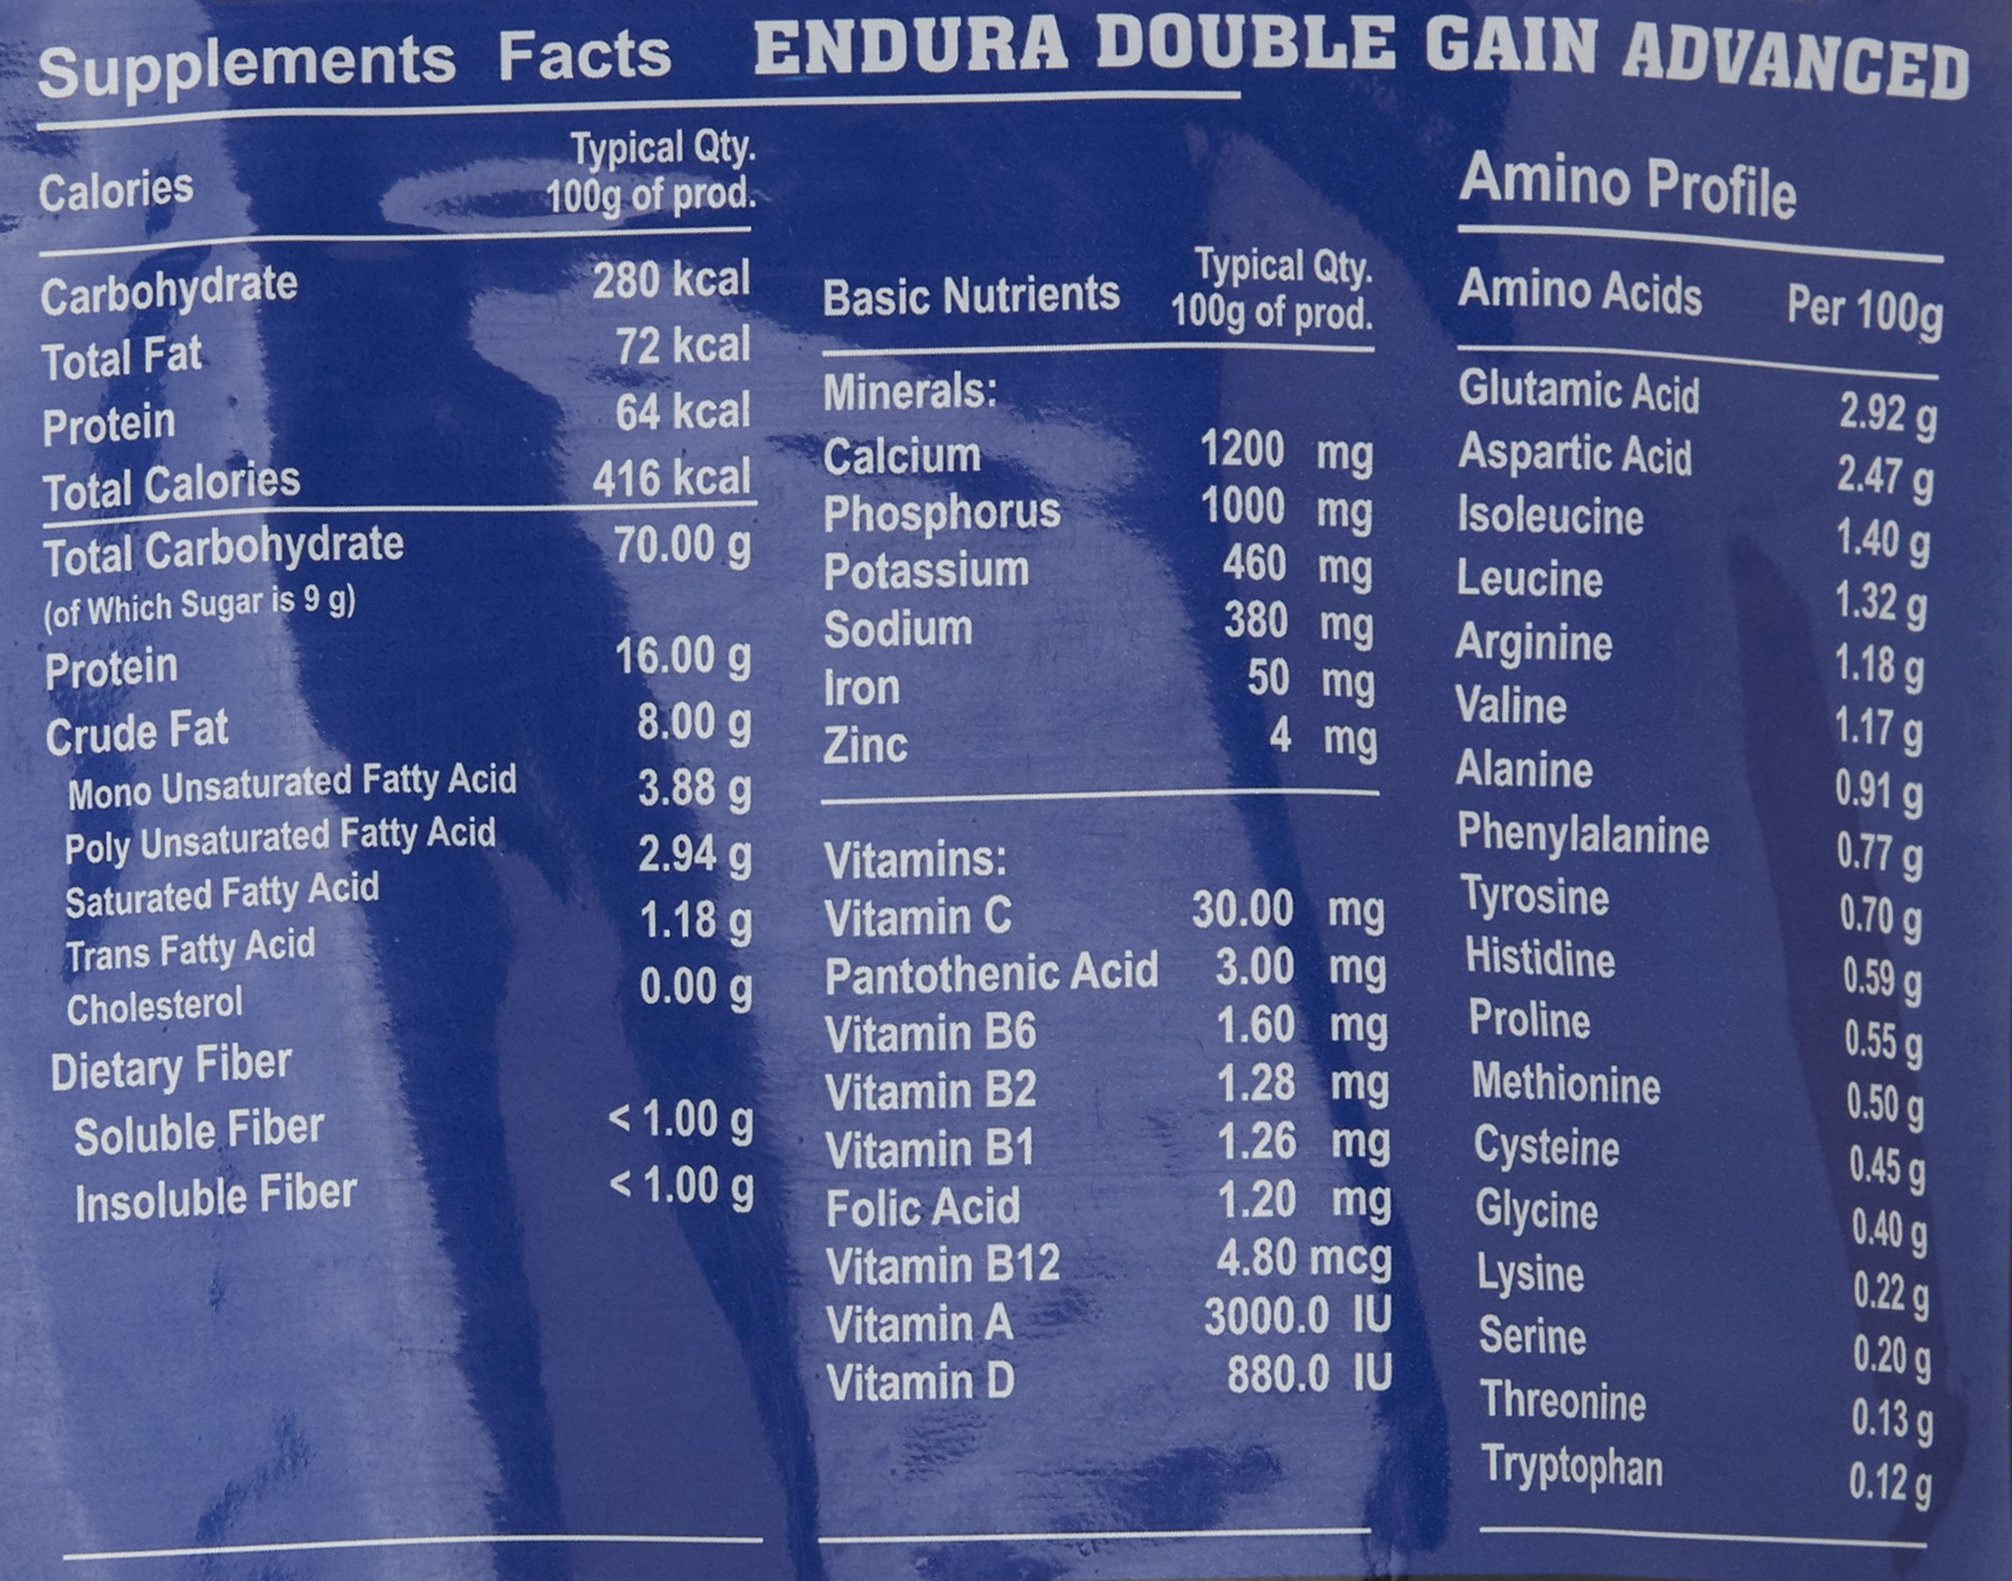 Supplements Facts ENDURA DOUBLE GAIN ADVANCED
Calories
Typical Qty.
100g of prod.
Carbohydrate 280 kcal
Total Fat 72 kcal
Protein 64 kcal
Total Calories 416 kcal
Total Carbohydrate 70.00 g
(of Which Sugar is 9 g)
Protein 16.00 g
Crude Fat 8.00 g
Mono Unsaturated Fatty Acid 3.88 g
Poly Unsaturated Fatty Acid 2.94 g
Saturated Fatty Acid 1.18 g
Trans Fatty Acid 0.00 g
Cholesterol
Dietary Fiber
Soluble Fiber < 1.00 g
Insoluble Fiber < 1.00 g
Basic Nutrients
Typical Qty.
100g of prod.
Minerals:
Calcium 1200 mg
Phosphorus 1000 mg
Potassium 460 mg
Sodium 380 mg
Iron 50 mg
Zinc 4 mg
Vitamins:
Vitamin C 30.00 mg
Pantothenic Acid 3.00 mg
Vitamin B6 1.60 mg
Vitamin B2 1.28 mg
Vitamin B1 1.26 mg
Folic Acid 1.20 mg
Vitamin B12 4.80 mcg
Vitamin A 3000.0 IU
Vitamin D 880.0 IU
Amino Profile
Amino Acids Per 100g
Glutamic Acid 2.92 g
Aspartic Acid 2.47 g
Isoleucine 1.40 g
Leucine 1.32 g
Arginine 1.18 g
Valine 1.17 g
Alanine 0.91 g
Phenylalanine 0.77 g
Tyrosine 0.70 g
Histidine 0.59 g
Proline 0.55 g
Methionine 0.50 g
Cysteine 0.45 g
Glycine 0.40 g
Lysine 0.22 g
Serine 0.20 g
Threonine 0.13 g
Tryptophan 0.12 g